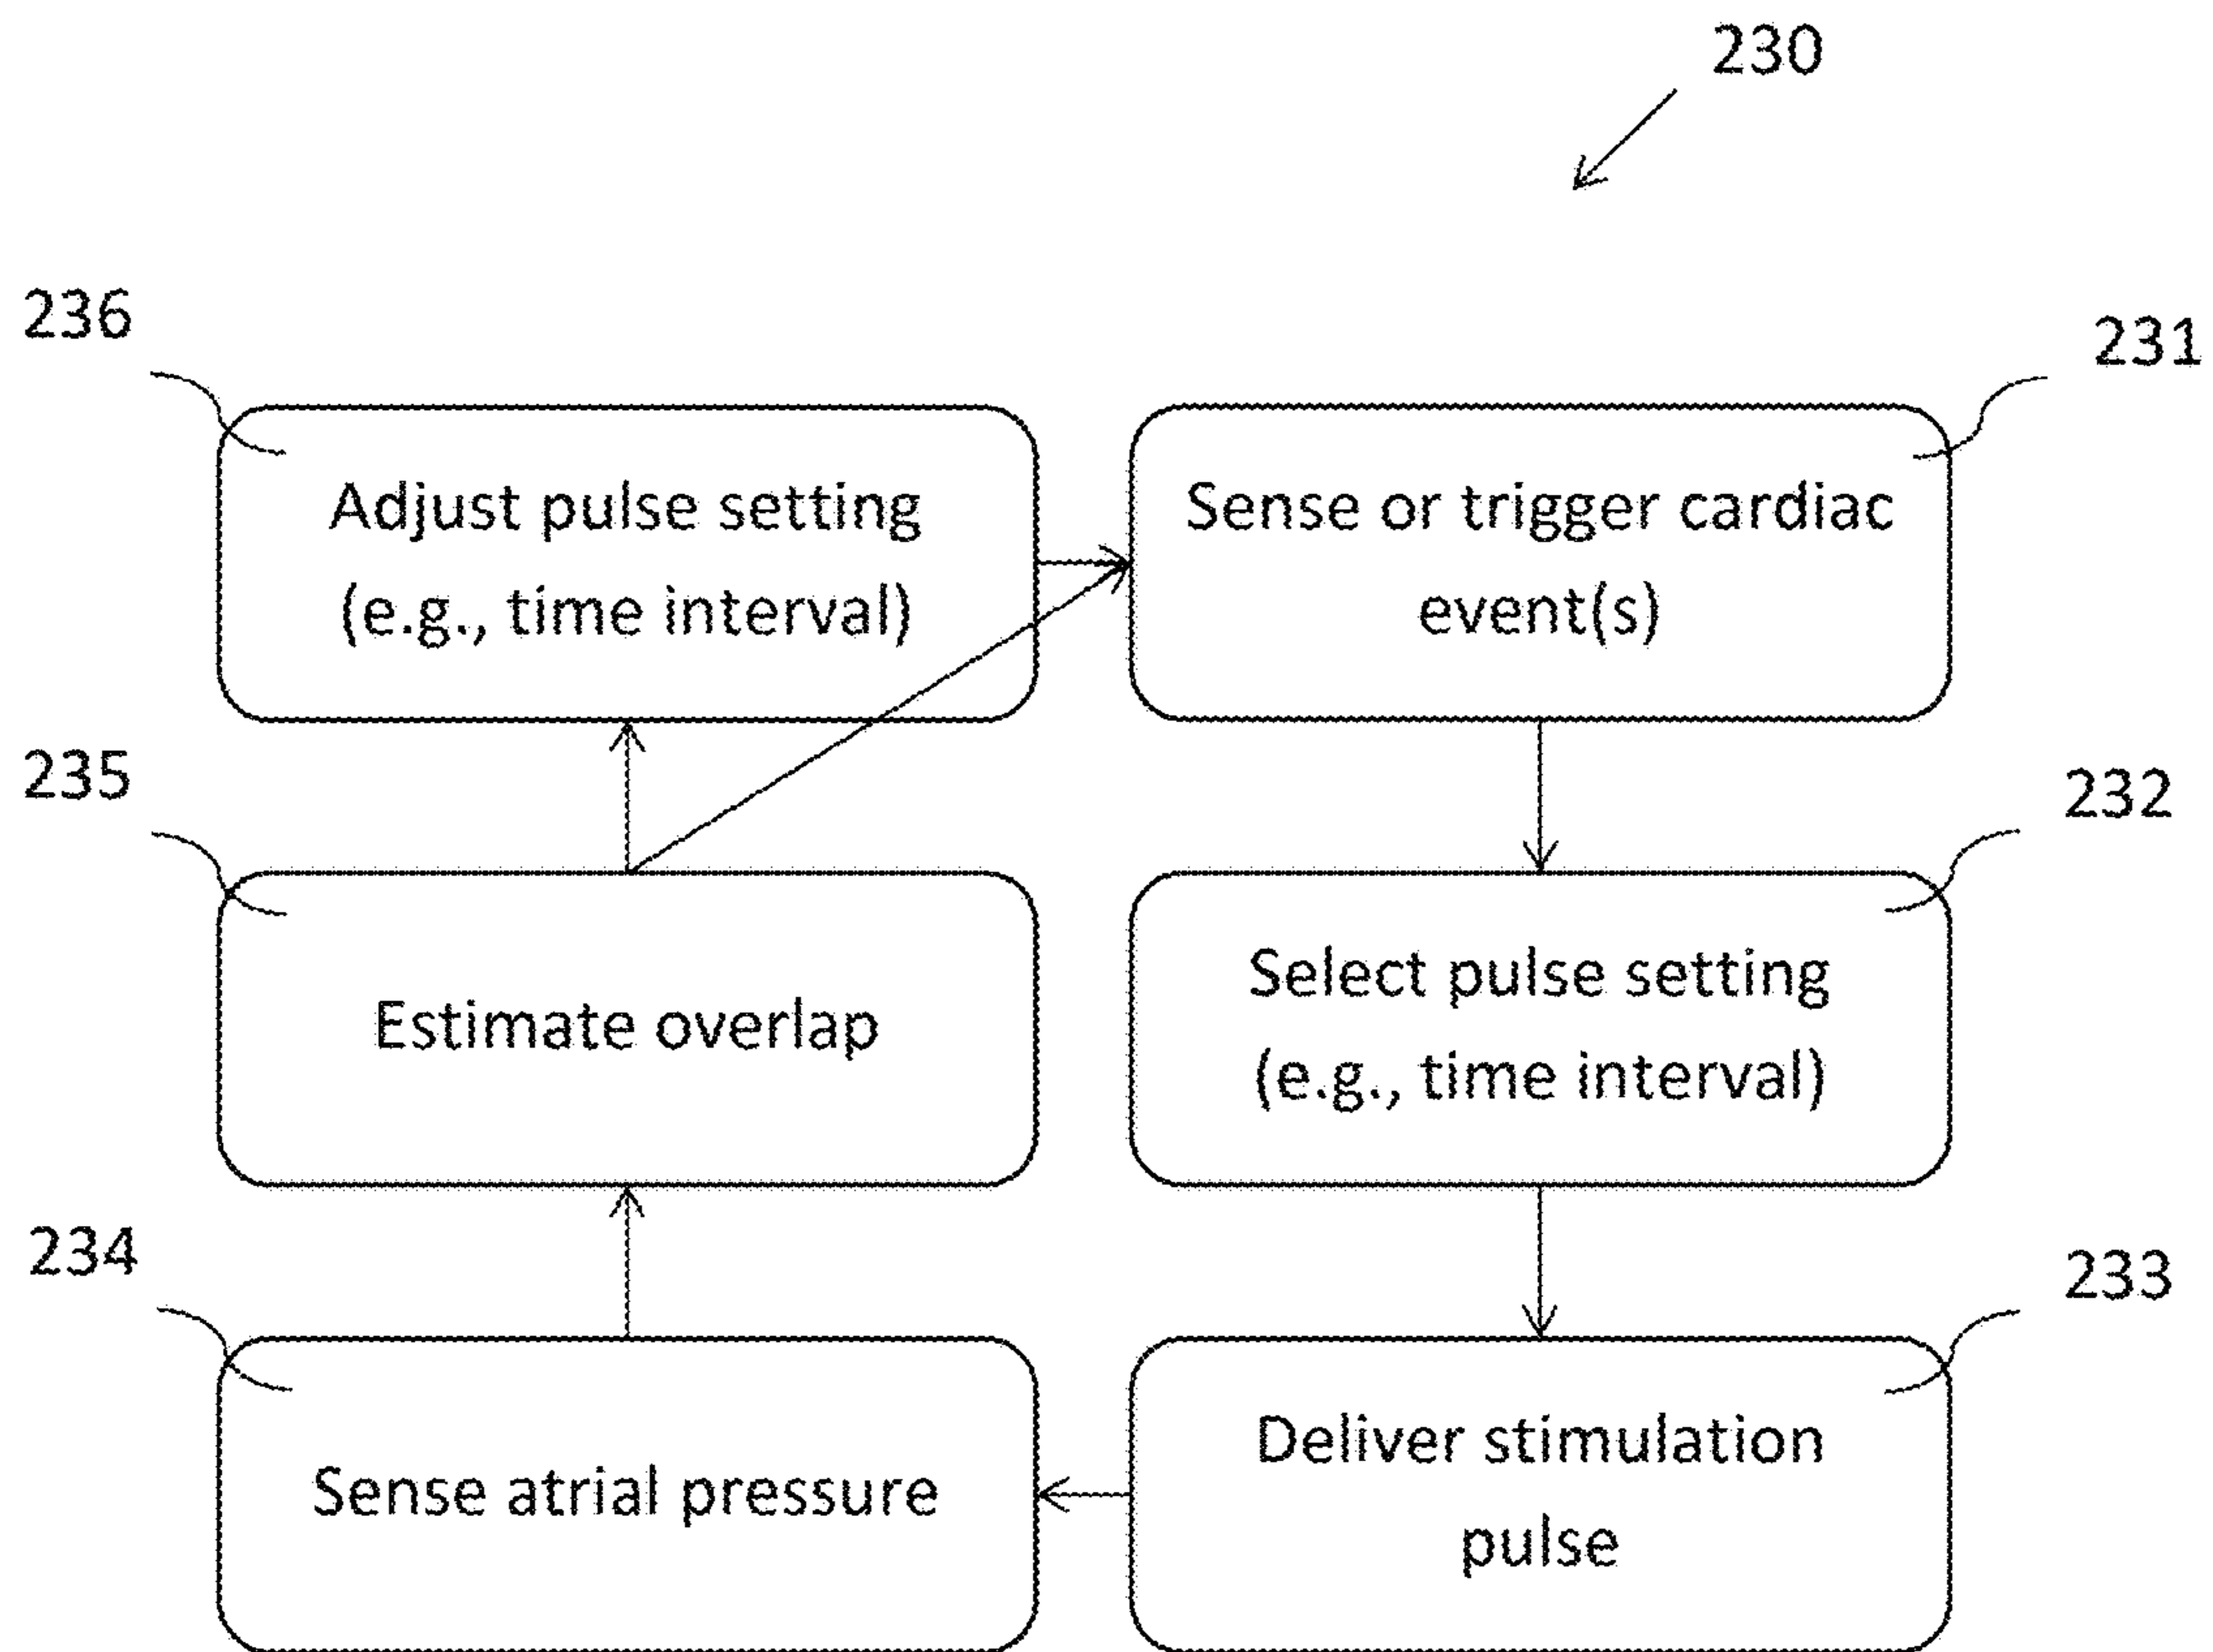 230
236
231
Adjust pulse setting
(e.g., time interval)
Sense or trigger cardiac
event(s)
235
232
Estimate overlap
Select pulse setting
(e.g., time interval)
234
233
Sense atrial pressure
Deliver stimulation
pulse